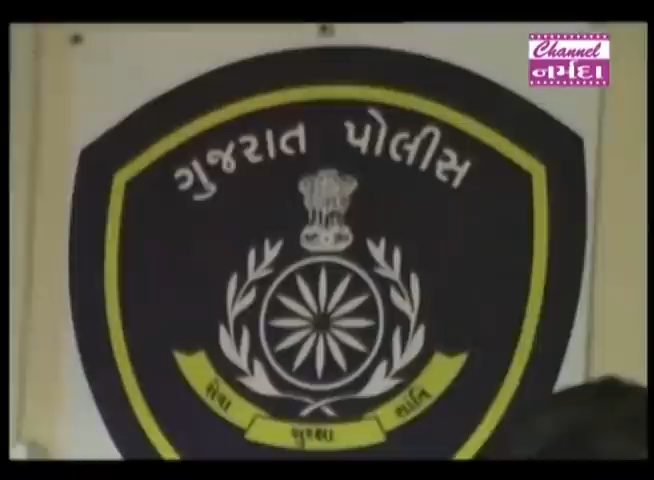 Channel
નર્મદા
ગુજરાત પોલીસ
સેવા
સુરક્ષા
શાંતિ